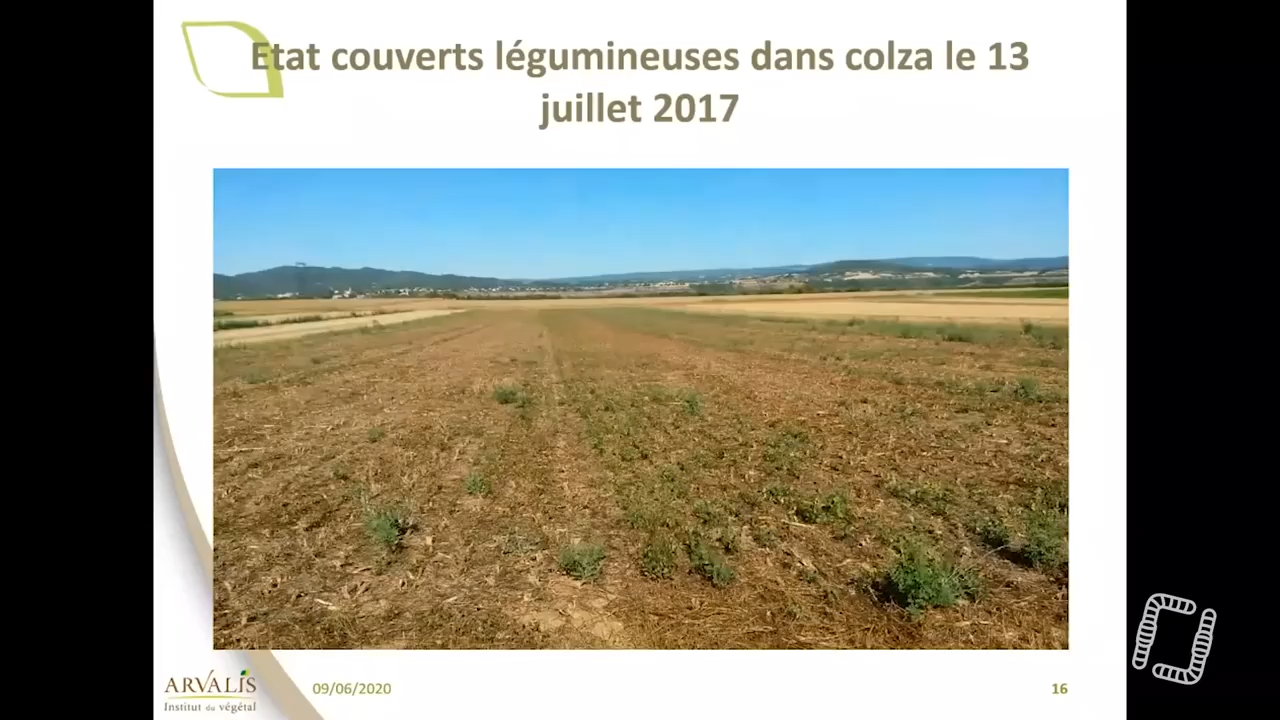 Etat couverts légumineuses dans colza le 13
juillet 2017
ARVALIS
Institut du végétal
09/06/2020
16